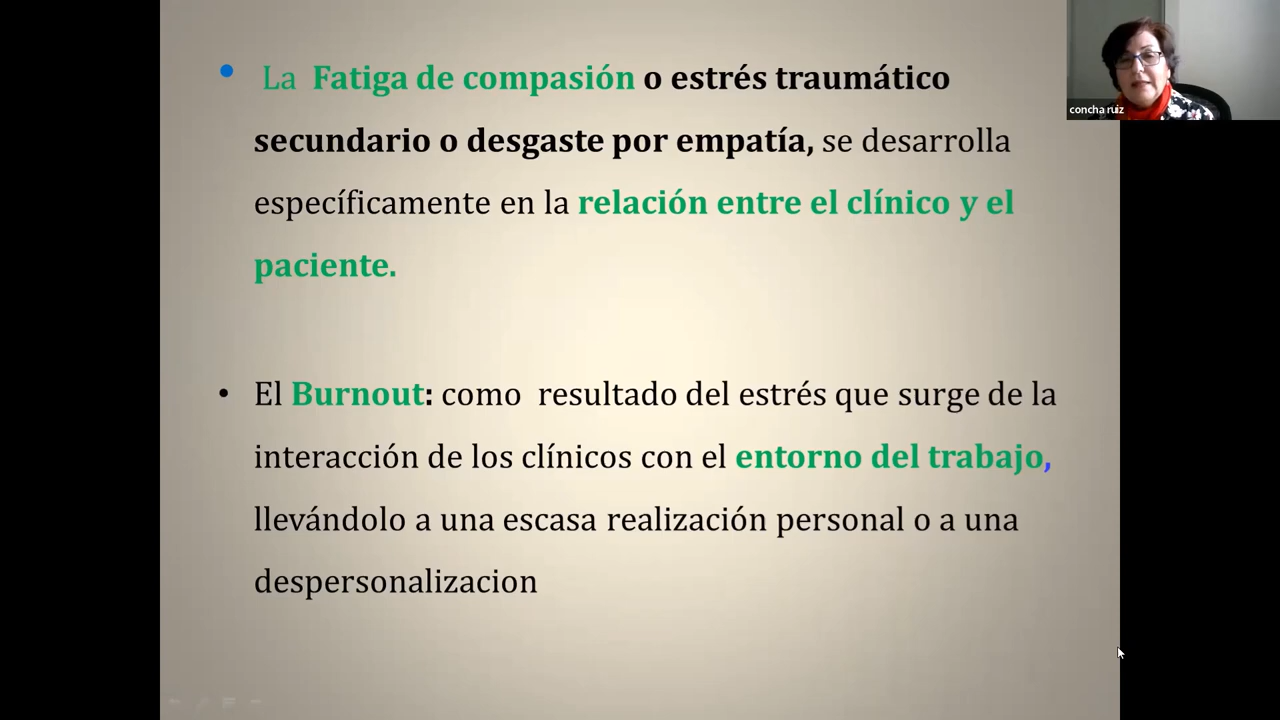 La Fatiga de compasión o estrés traumático
secundario o desgaste por empatía, se desarrolla
específicamente en la relación entre el clínico y el
paciente.
El Burnout: como resultado del estrés que surge de la
interacción de los clínicos con el entorno del trabajo,
llevándolo a una escasa realización personal o a una
despersonalizacion
concha ruiz